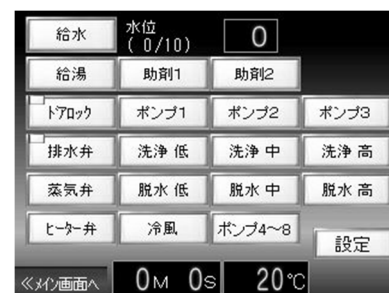 給水 水位 0
( 0/10)
給湯 助剤1 助剤2
ドアロック ポンプ1 ポンプ2 ポンプ3
排水弁 洗浄 低 洗浄 中 洗浄 高
蒸気弁 脱水 低 脱水 中 脱水 高
ヒーター弁 冷風 ポンプ4〜8
設定
≪メイン画面へ 0M 0S 20℃